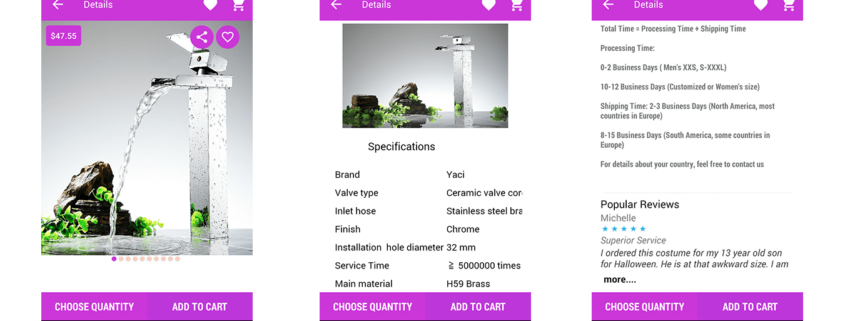 Details
$47.55
CHOOSE QUANTITY
ADD TO CART
Details
Specifications
Brand Yaci
Valve type Ceramic valve cor
Inlet hose Stainless steel bra
Finish Chrome
Installation hole diameter 32 mm
Service Time ≧ 5000000 times
Main material H59 Brass
CHOOSE QUANTITY
ADD TO CART
Details
Total Time = Processing Time + Shipping Time
Processing Time:
0-2 Business Days ( Men's XXS, S-XXXL)
10-12 Business Days (Customized or Women's size)
Shipping Time: 2-3 Business Days (North America, most
countries in Europe)
8-15 Business Days (South America, some countries in
Europe)
For details about your country, feel free to contact us
Popular Reviews
Michelle
Superior Service
I ordered this costume for my 13 year old son
for Halloween. He is at that awkward size. I am
more....
CHOOSE QUANTITY
ADD TO CART